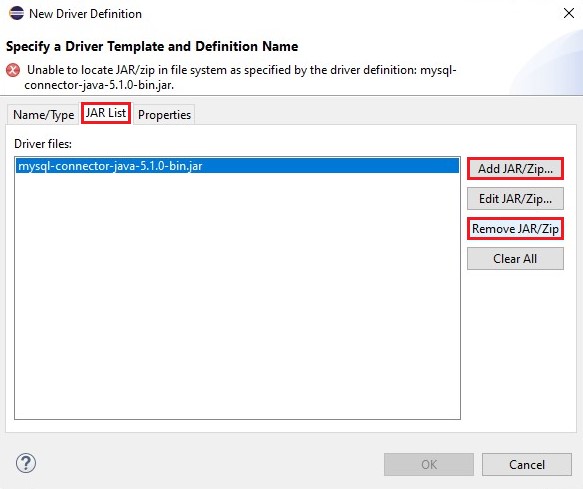 New Driver Definition
Specify a Driver Template and Definition Name
Unable to locate JAR/zip in file system as specified by the driver definition: mysql-
connector-java-5.1.0-bin.jar.
Name/Type JAR List Properties
Driver files:
mysql-connector-java-5.1.0-bin.jar
Add JAR/Zip...
Edit JAR/Zip...
Remove JAR/Zip
Clear All
?
OK Cancel